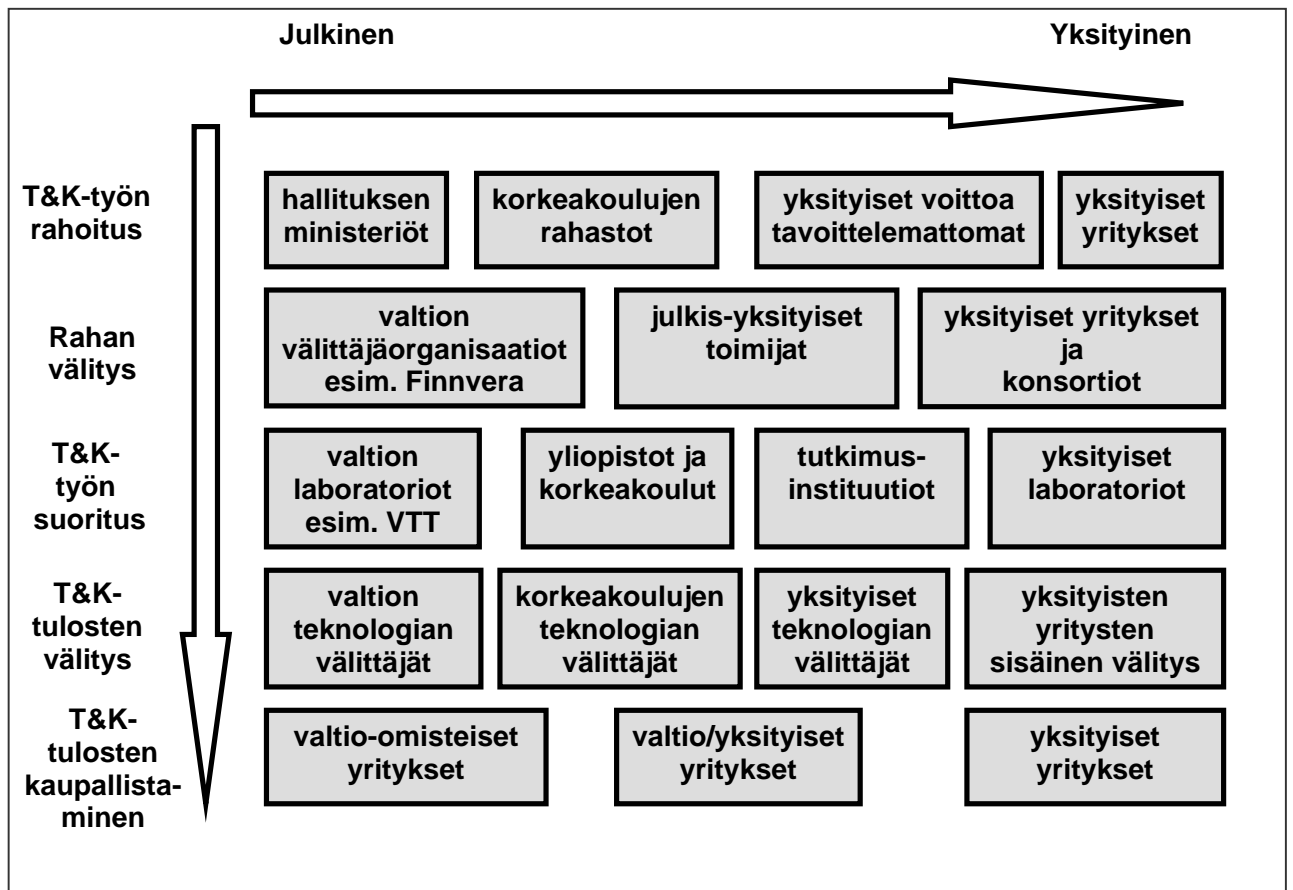 Julkinen
Yksityinen
T&K-työn
rahoitus
hallituksen
ministeriöt
korkeakoulujen
rahastot
yksityiset voittoa
tavoittelemattomat
yksityiset
yritykset
Rahan
välitys
valtion
välittäjäorganisaatiot
esim. Finnvera
julkis-yksityiset
toimijat
yksityiset yritykset
ja
konsortiot
T&K-
työn
suoritus
valtion
laboratoriot
esim. VTT
yliopistot ja
korkeakoulut
tutkimus-
instituutiot
yksityiset
laboratoriot
T&K-
tulosten
välitys
valtion
teknologian
välittäjät
korkeakoulujen
teknologian
välittäjät
yksityiset
teknologian
välittäjät
yksityisten
yritysten
sisäinen välitys
T&K-
tulosten
kaupallista-
minen
valtio-omisteiset
yritykset
valtio/yksityiset
yritykset
yksityiset
yritykset